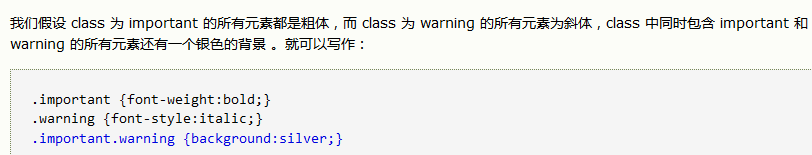 我们假设 class 为 important 的所有元素都是粗体，而 class 为 warning 的所有元素为斜体，class 中同时包含 important 和
warning 的所有元素还有一个银色的背景 。就可以写作：
.important {font-weight:bold;}
.warning {font-style:italic;}
.important.warning {background:silver;}